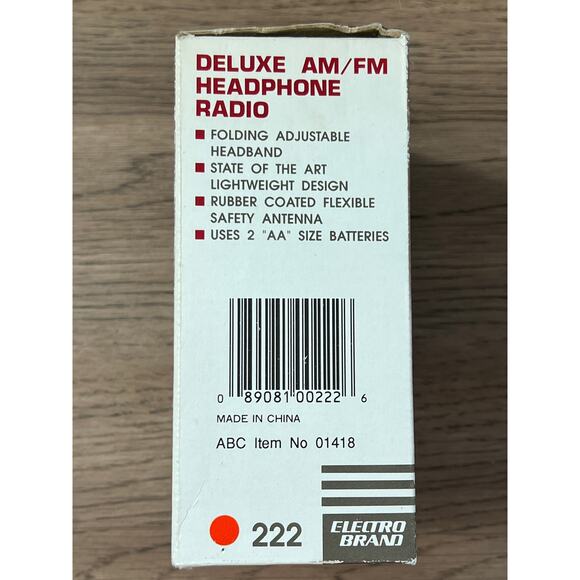 DELUXE AM/FM
HEADPHONE
RADIO
FOLDING ADJUSTABLE
HEADBAND
STATE OF THE ART
LIGHTWEIGHT DESIGN
RUBBER COATED FLEXIBLE
SAFETY ANTENNA
USES 2 "AA" SIZE BATTERIES
0 89081 00222 6
MADE IN CHINA
ABC Item No 01418
222
ELECTRO
BRAND